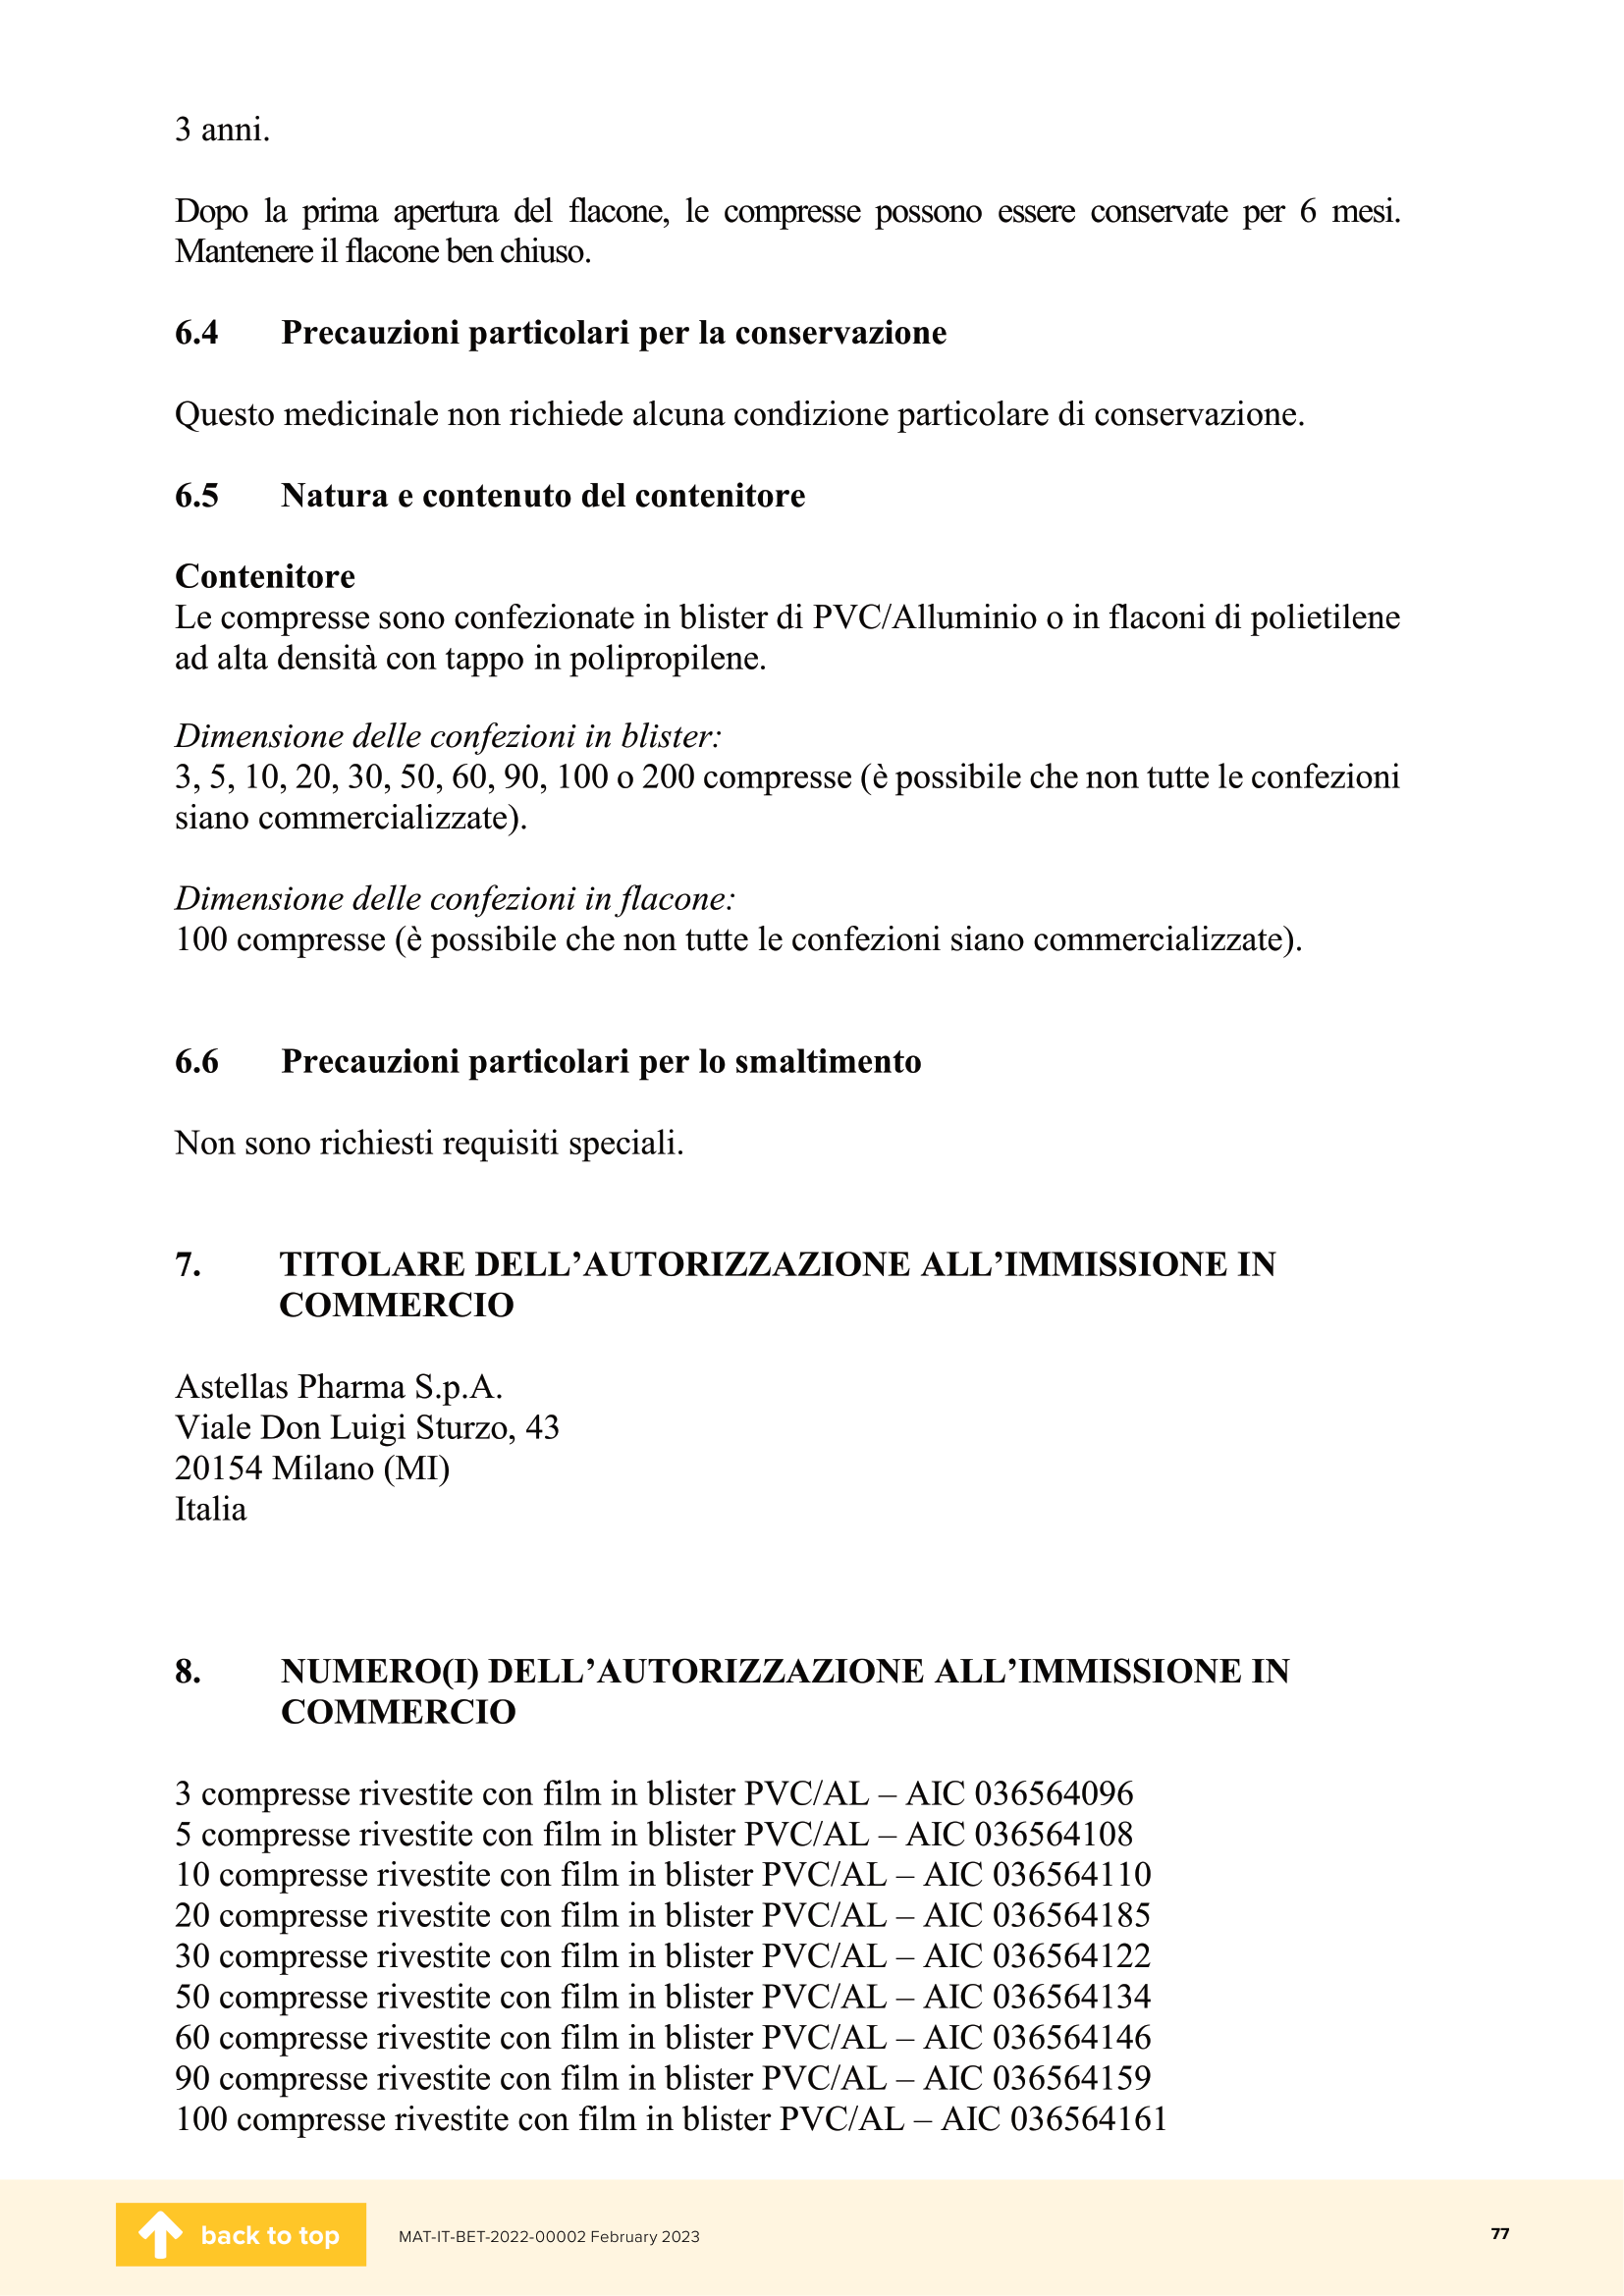 3 anni.
Dopo la prima apertura del flacone, le compresse possono essere conservate per 6 mesi.
Mantenere il flacone ben chiuso.
6.4 Precauzioni particolari per la conservazione
Questo medicinale non richiede alcuna condizione particolare di conservazione.
6.5 Natura e contenuto del contenitore
Contenitore
Le compresse sono confezionate in blister di PVC/Alluminio o in flaconi di polietilene
ad alta densità con tappo in polipropilene.
Dimensione delle confezioni in blister:
3, 5, 10, 20, 30, 50, 60, 90, 100 o 200 compresse (è possibile che non tutte le confezioni
siano commercializzate).
Dimensione delle confezioni in flacone:
100 compresse (è possibile che non tutte le confezioni siano commercializzate).
6.6 Precauzioni particolari per lo smaltimento
Non sono richiesti requisiti speciali.
7. TITOLARE DELL’AUTORIZZAZIONE ALL’IMMISSIONE IN
COMMERCIO
Astellas Pharma S.p.A.
Viale Don Luigi Sturzo, 43
20154 Milano (MI)
Italia
8. NUMERO(I) DELL’AUTORIZZAZIONE ALL’IMMISSIONE IN
COMMERCIO
3 compresse rivestite con film in blister PVC/AL – AIC 036564096
5 compresse rivestite con film in blister PVC/AL – AIC 036564108
10 compresse rivestite con film in blister PVC/AL – AIC 036564110
20 compresse rivestite con film in blister PVC/AL – AIC 036564185
30 compresse rivestite con film in blister PVC/AL – AIC 036564122
50 compresse rivestite con film in blister PVC/AL – AIC 036564134
60 compresse rivestite con film in blister PVC/AL – AIC 036564146
90 compresse rivestite con film in blister PVC/AL – AIC 036564159
100 compresse rivestite con film in blister PVC/AL – AIC 036564161
back to top MAT-IT-BET-2022-00002 February 2023 77